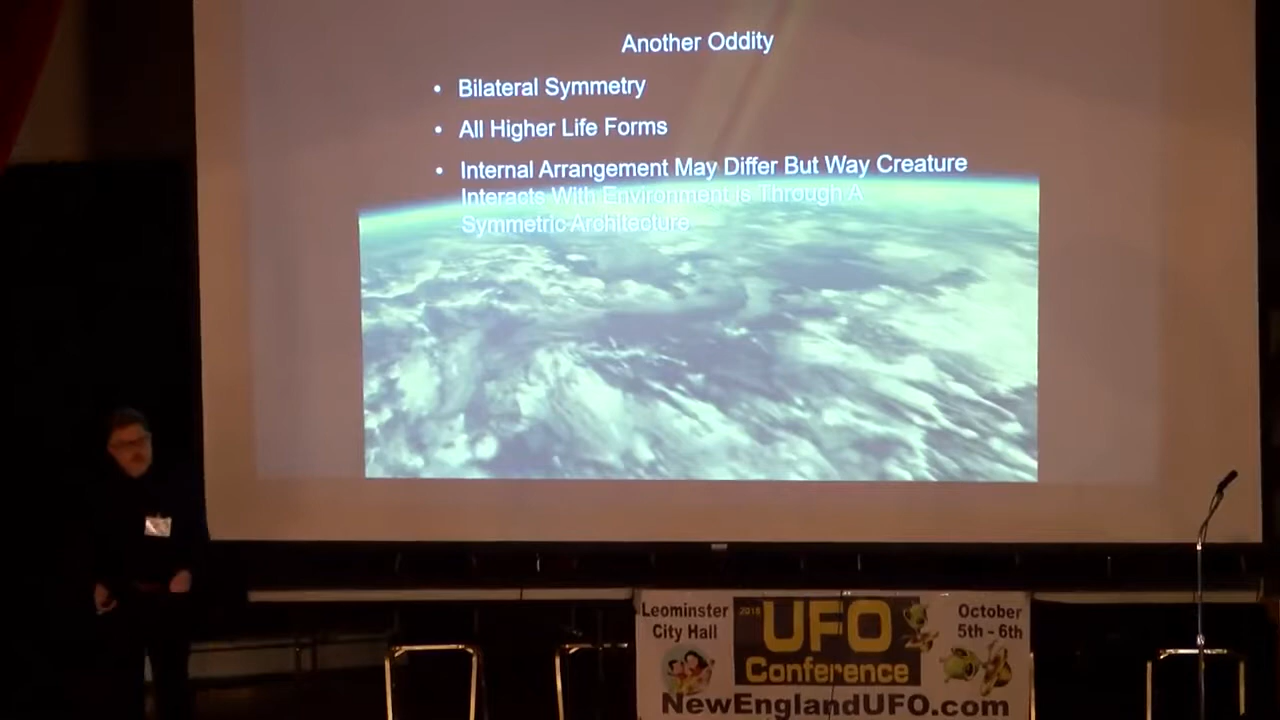 Another Oddity
• Bilateral Symmetry
• All Higher Life Forms
• Internal Arrangement May Differ But Way Creature
Interacts With Environment is Through A
Symmetric Architecture
Leominster
City Hall
UFO
Conference
October
5th - 6th
NewEnglandUFO.com